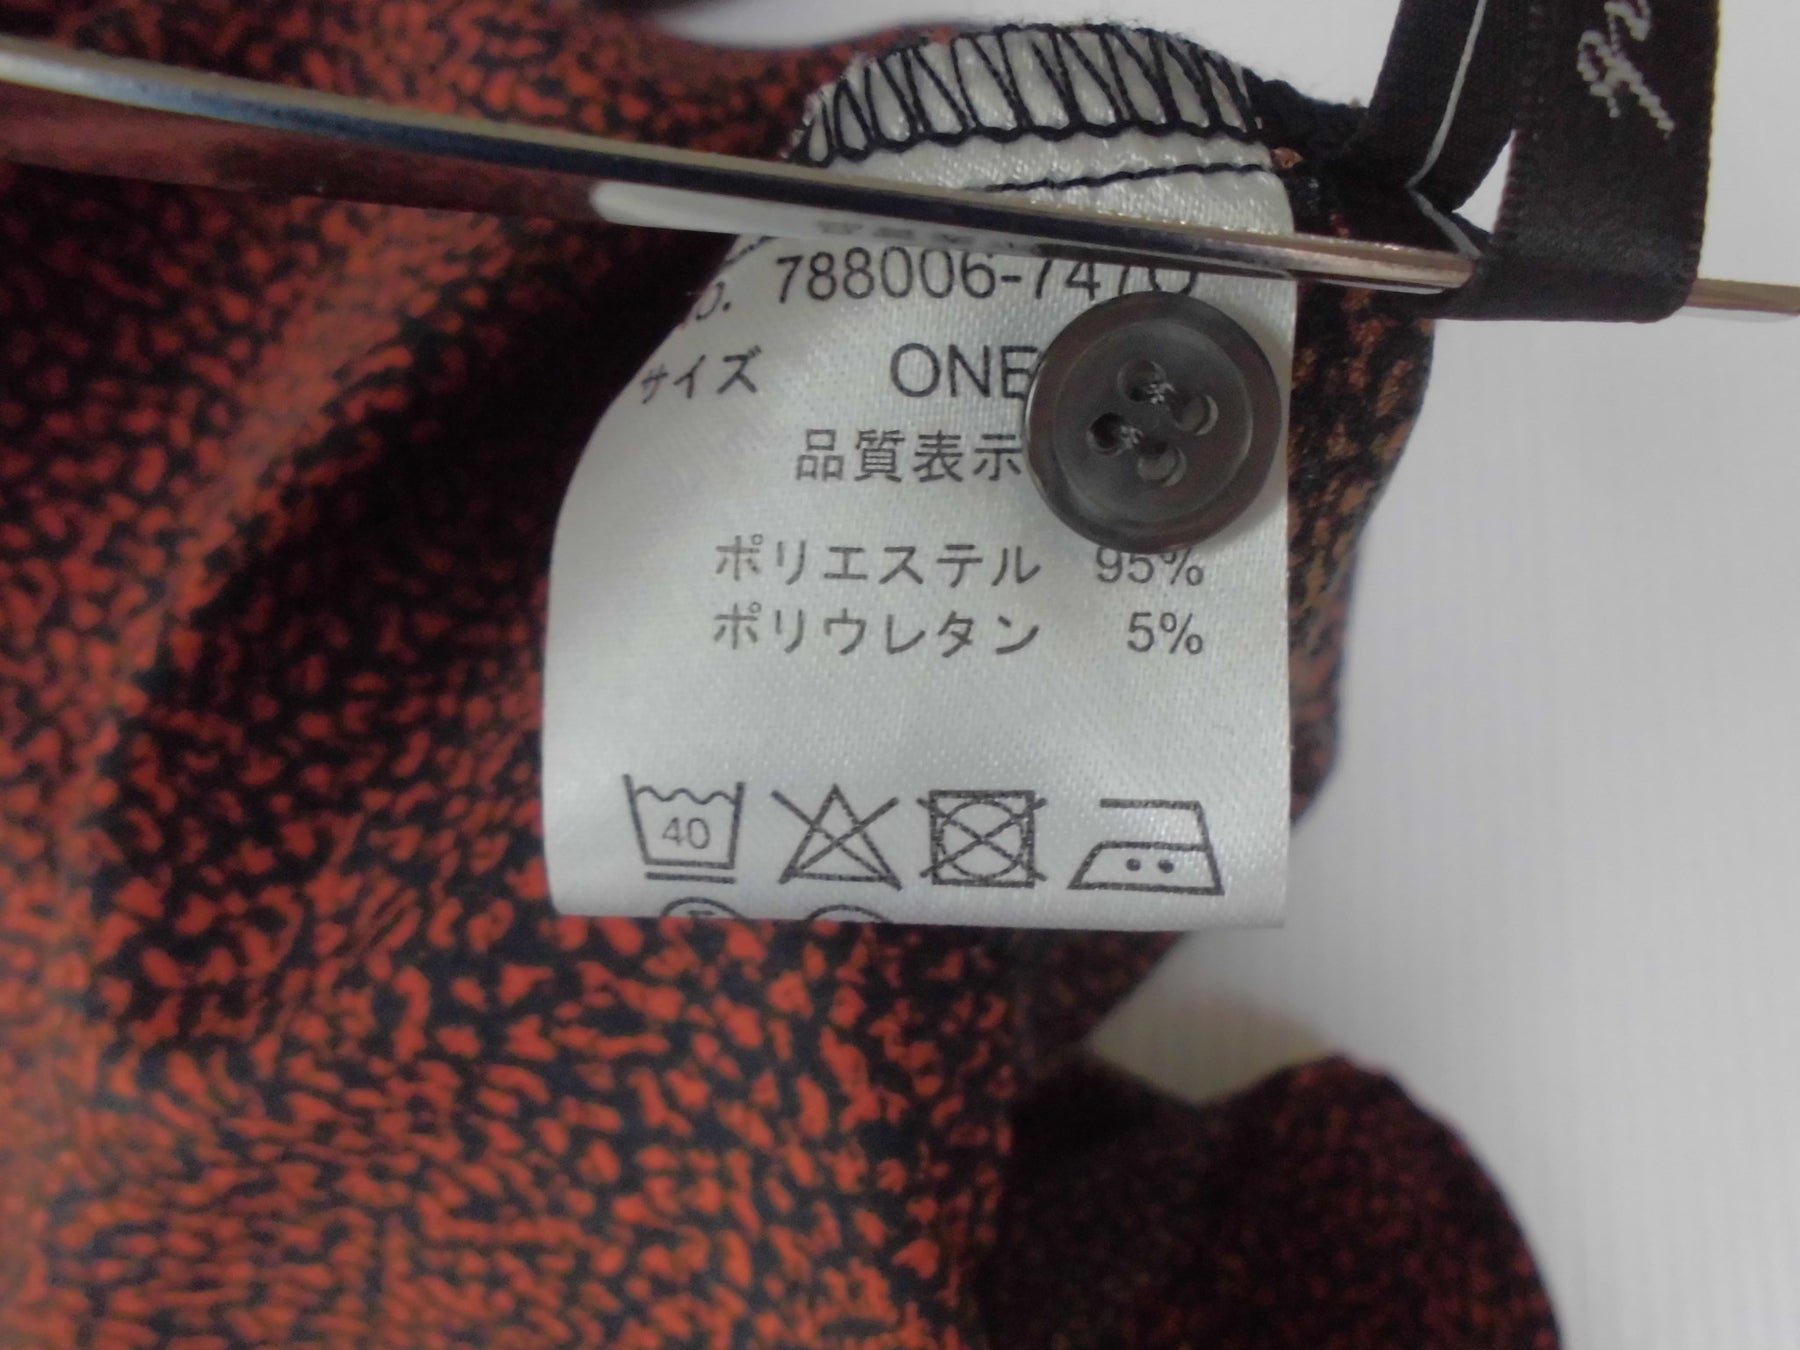 788006-7470
サイズ ONE
品質表示
ポリエステル 95%
ポリウレタン 5%
40